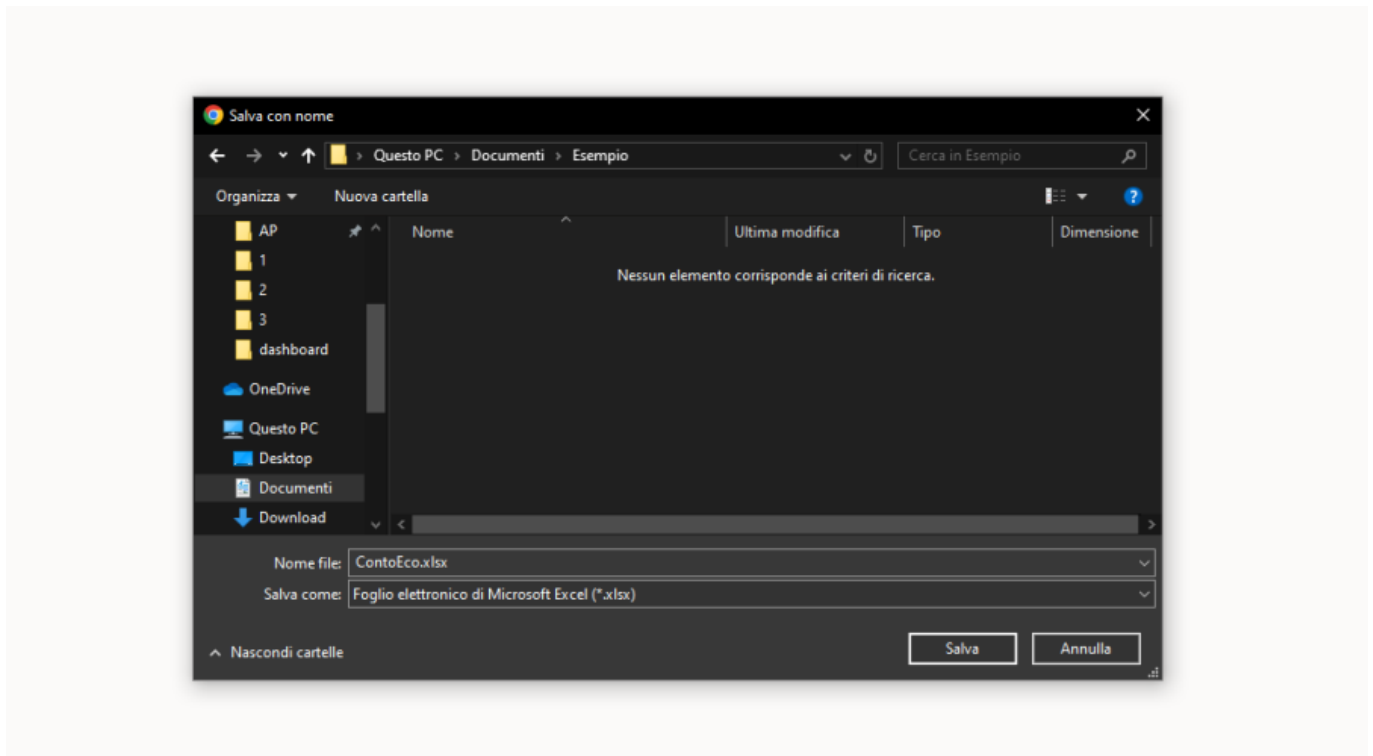 Salva con nome
Questo PC > Documenti > Esempio
Cerca in Esempio
Organizza
Nuova cartella
AP
Nome
Ultima modifica
Tipo
Dimensione
1
Nessun elemento corrisponde ai criteri di ricerca.
2
3
dashboard
OneDrive
Questo PC
Desktop
Documenti
Download
Nome file: ContoEco.xlsx
Salva come: Foglio elettronico di Microsoft Excel (*.xlsx)
Nascondi cartelle
Salva
Annulla